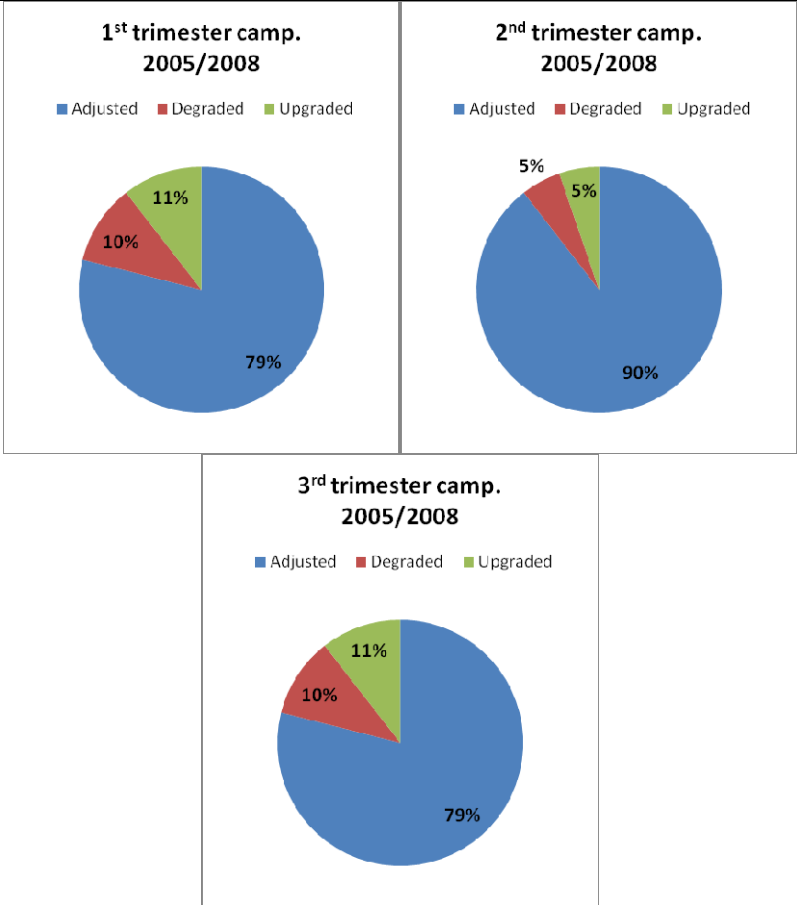 1st trimester camp.
2005/2008
Adjusted Degraded Upgraded
11%
10%
79%
2nd trimester camp.
2005/2008
Adjusted Degraded Upgraded
5%
5%
90%
3rd trimester camp.
2005/2008
Adjusted Degraded Upgraded
11%
10%
79%